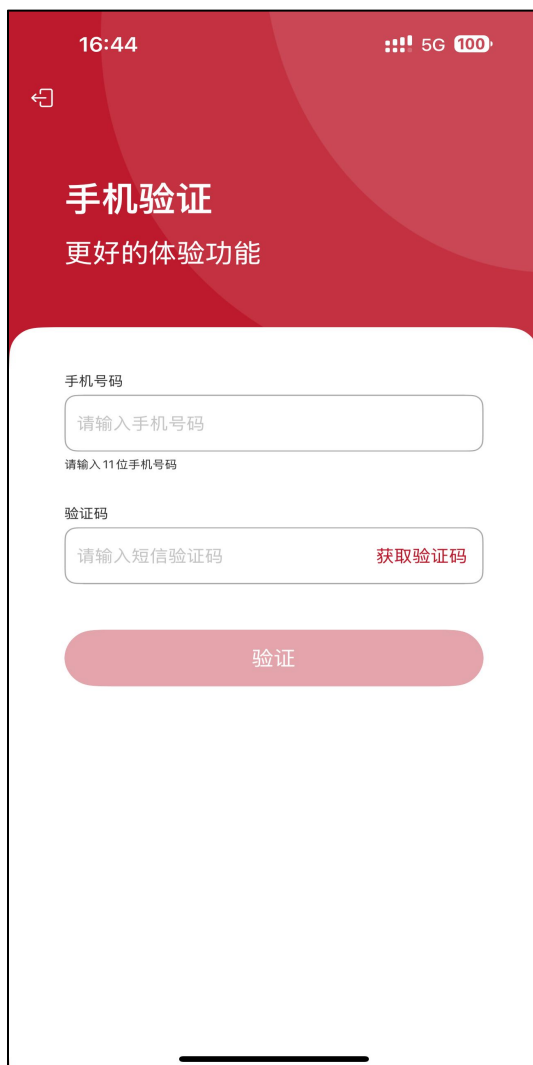 16:44 5G 100
手机验证
更好的体验功能
手机号码
请输入手机号码
请输入11位手机号码
验证码
请输入短信验证码 获取验证码
验证